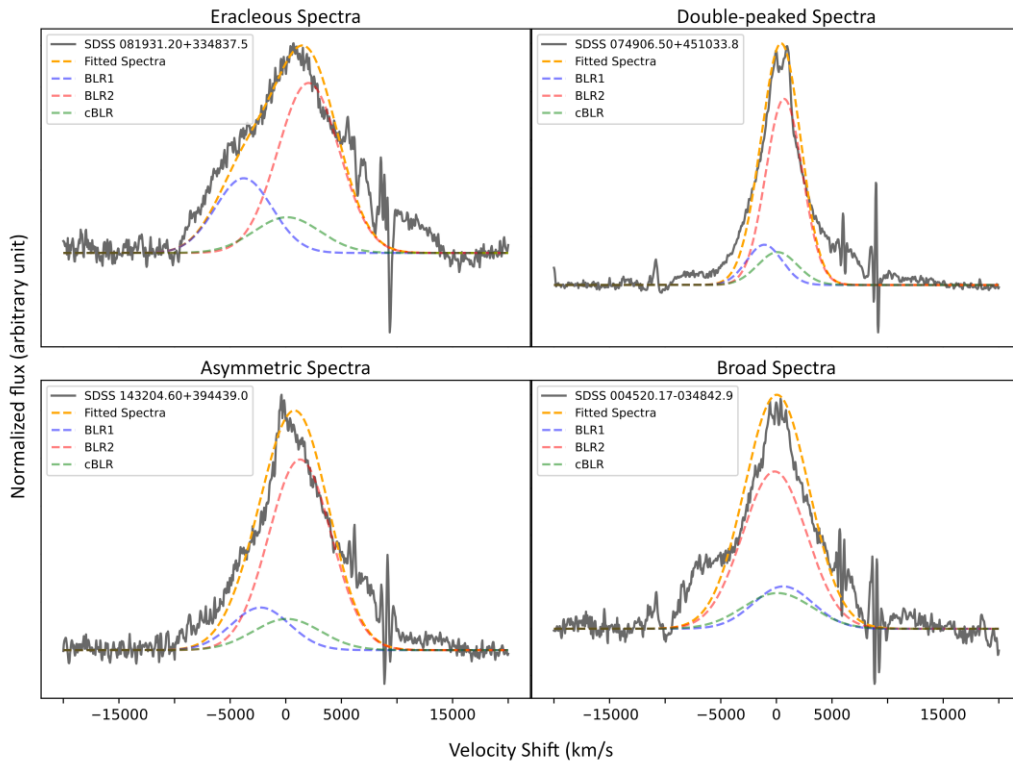 Eracleous Spectra
SDSS 081931.20+334837.5
Fitted Spectra
BLR1
BLR2
cBLR
Double-peaked Spectra
SDSS 074906.50+451033.8
Fitted Spectra
BLR1
BLR2
cBLR
Normalized flux (arbitrary unit)
Asymmetric Spectra
SDSS 143204.60+394439.0
Fitted Spectra
BLR1
BLR2
cBLR
Broad Spectra
SDSS 004520.17-034842.9
Fitted Spectra
BLR1
BLR2
cBLR
−15000 −5000 0 5000 15000
−15000 −5000 0 5000 15000
Velocity Shift (km/s